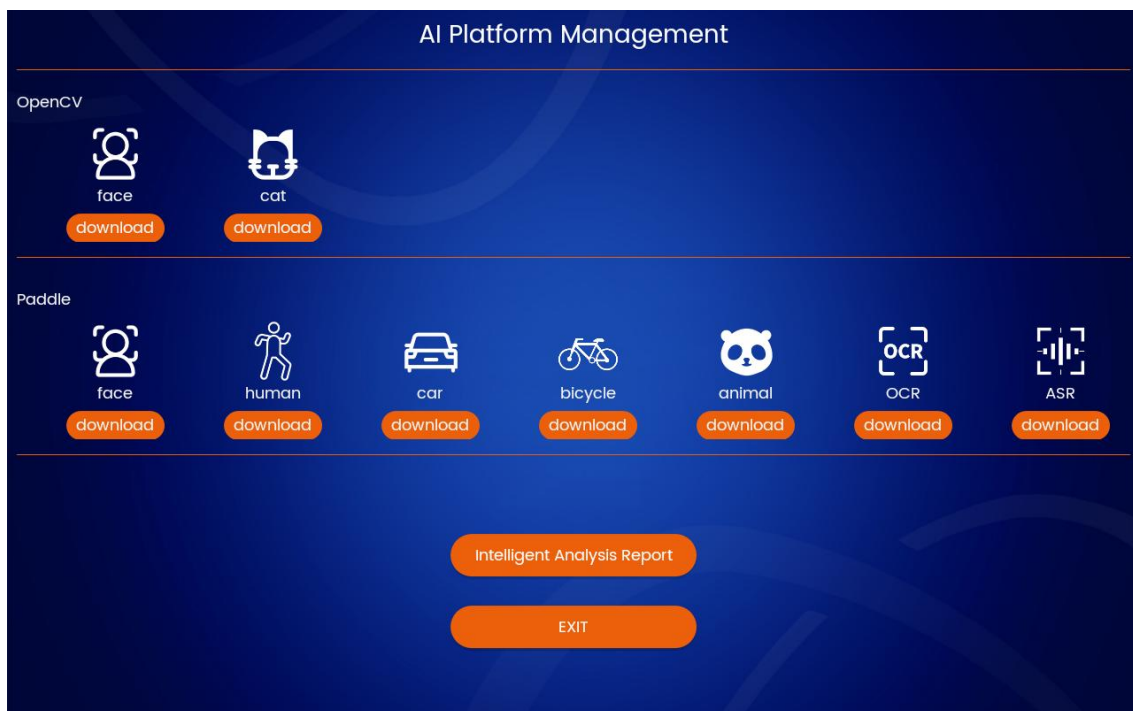 AI Platform Management
OpenCV
face cat
download download
Paddle
OCR
face human car bicycle animal OCR ASR
download download download download download download download
Intelligent Analysis Report
EXIT